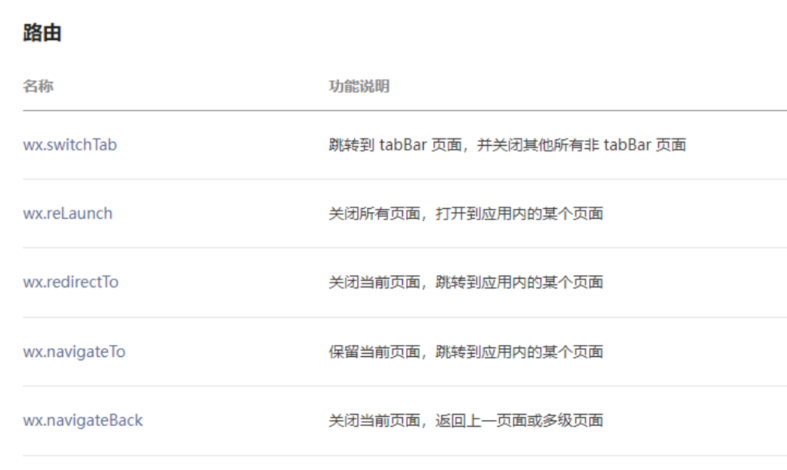 路由
名称 功能说明
wx.switchTab 跳转到 tabBar 页面，并关闭其他所有非 tabBar 页面
wx.reLaunch 关闭所有页面，打开到应用内的某个页面
wx.redirectTo 关闭当前页面，跳转到应用内的某个页面
wx.navigateTo 保留当前页面，跳转到应用内的某个页面
wx.navigateBack 关闭当前页面，返回上一页面或多级页面